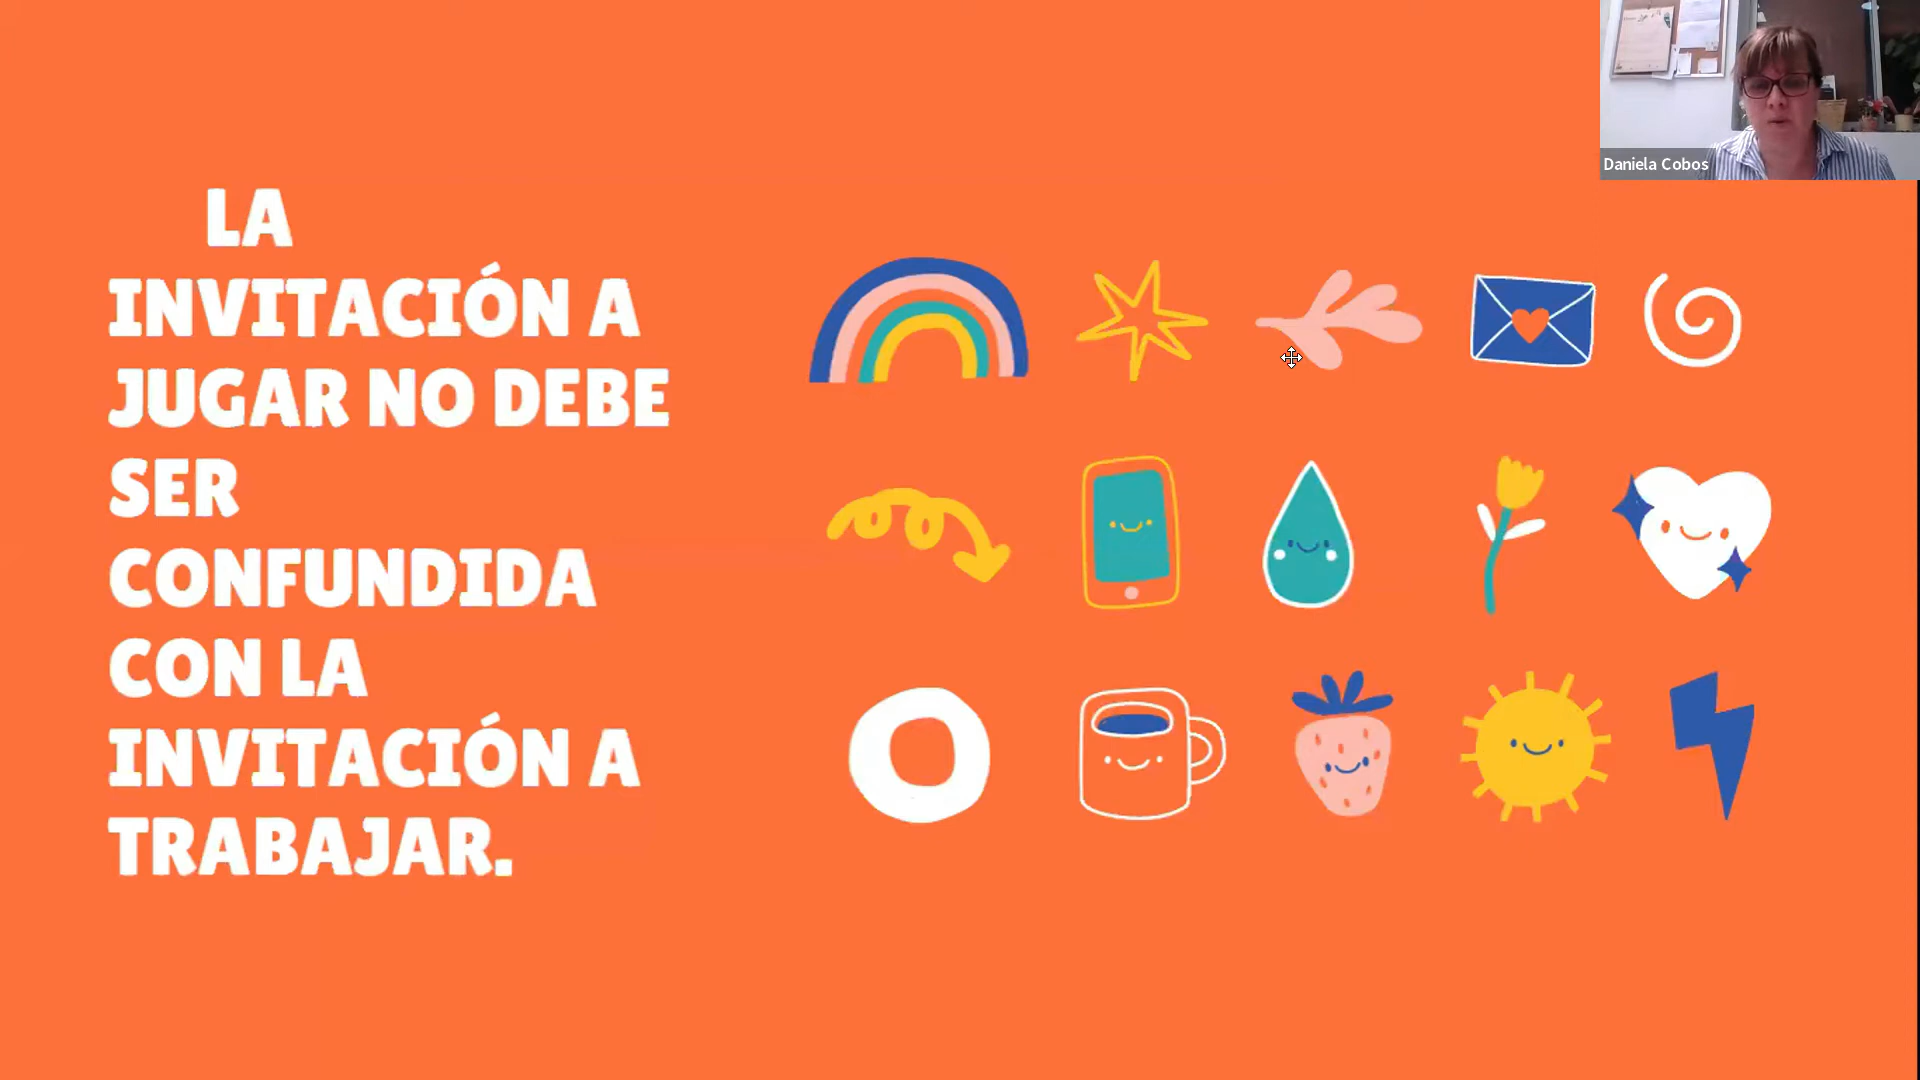 LA
INVITACIÓN A
JUGAR NO DEBE
SER
CONFUNDIDA
CON LA
INVITACIÓN A
TRABAJAR.
Daniela Cobos